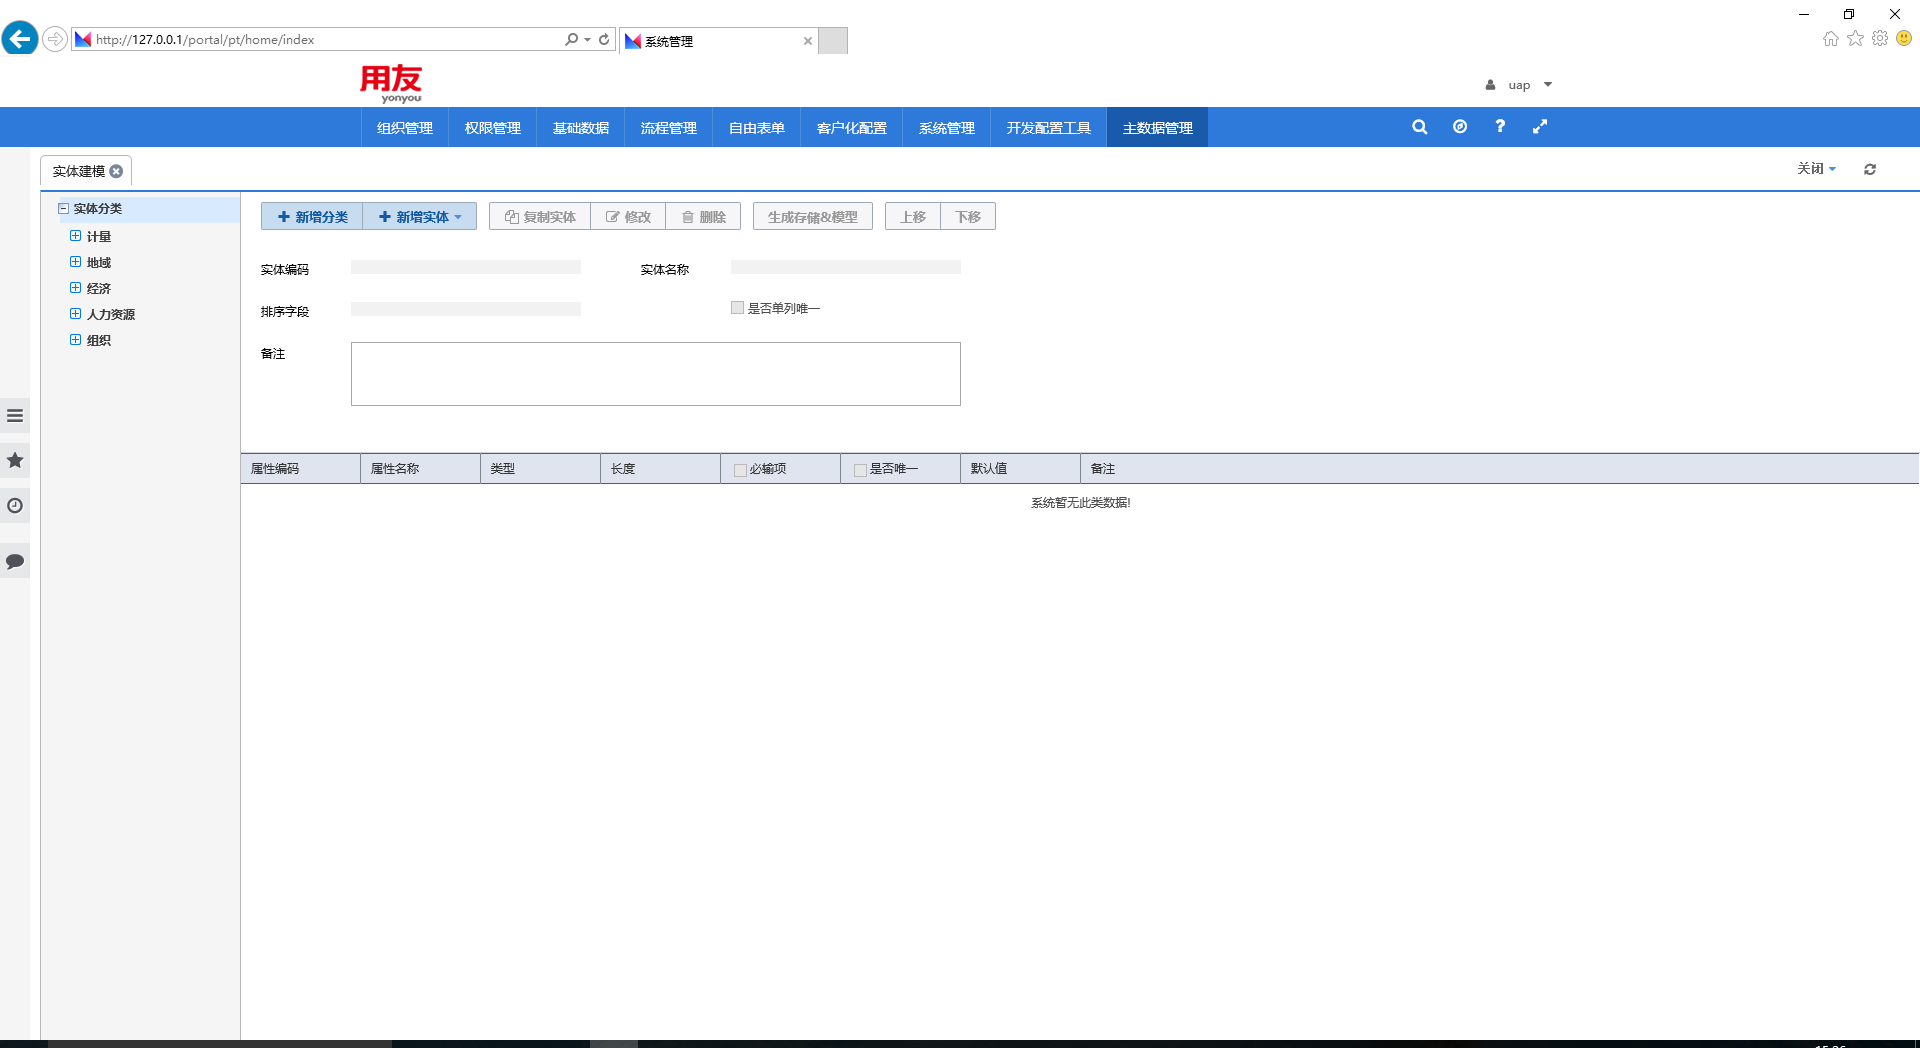 http://127.0.0.1/portal/pt/home/index
系统管理
用友
yonyou
uap
组织管理 权限管理 基础数据 流程管理 自由表单 客户化配置 系统管理 开发配置工具 主数据管理
实体建模
关闭
实体分类
计量
地域
经济
人力资源
组织
新增分类 新增实体 复制实体 修改 删除 生成存储&模型 上移 下移
实体编码 实体名称
排序字段 是否单列唯一
备注
属性编码 属性名称 类型 长度 必输项 是否唯一 默认值 备注
系统暂无此类数据!